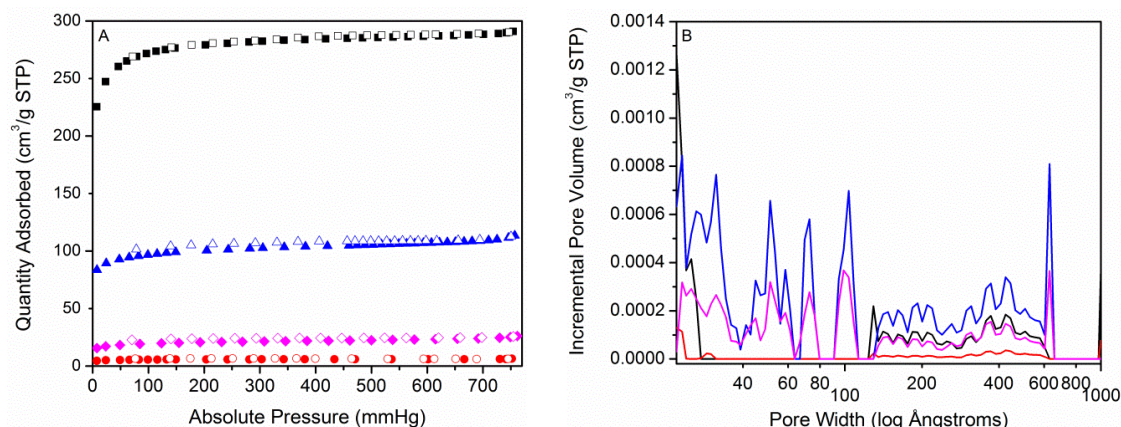 A
300
250
200
150
100
50
0
Quantity Adsorbed (cm³/g STP)
0 100 200 300 400 500 600 700
Absolute Pressure (mmHg)
B
0.0014
0.0012
0.0010
0.0008
0.0006
0.0004
0.0002
0.0000
Incremental Pore Volume (cm³/g STP)
40 60 80 100 200 400 600 800 1000
Pore Width (log Ångstroms)